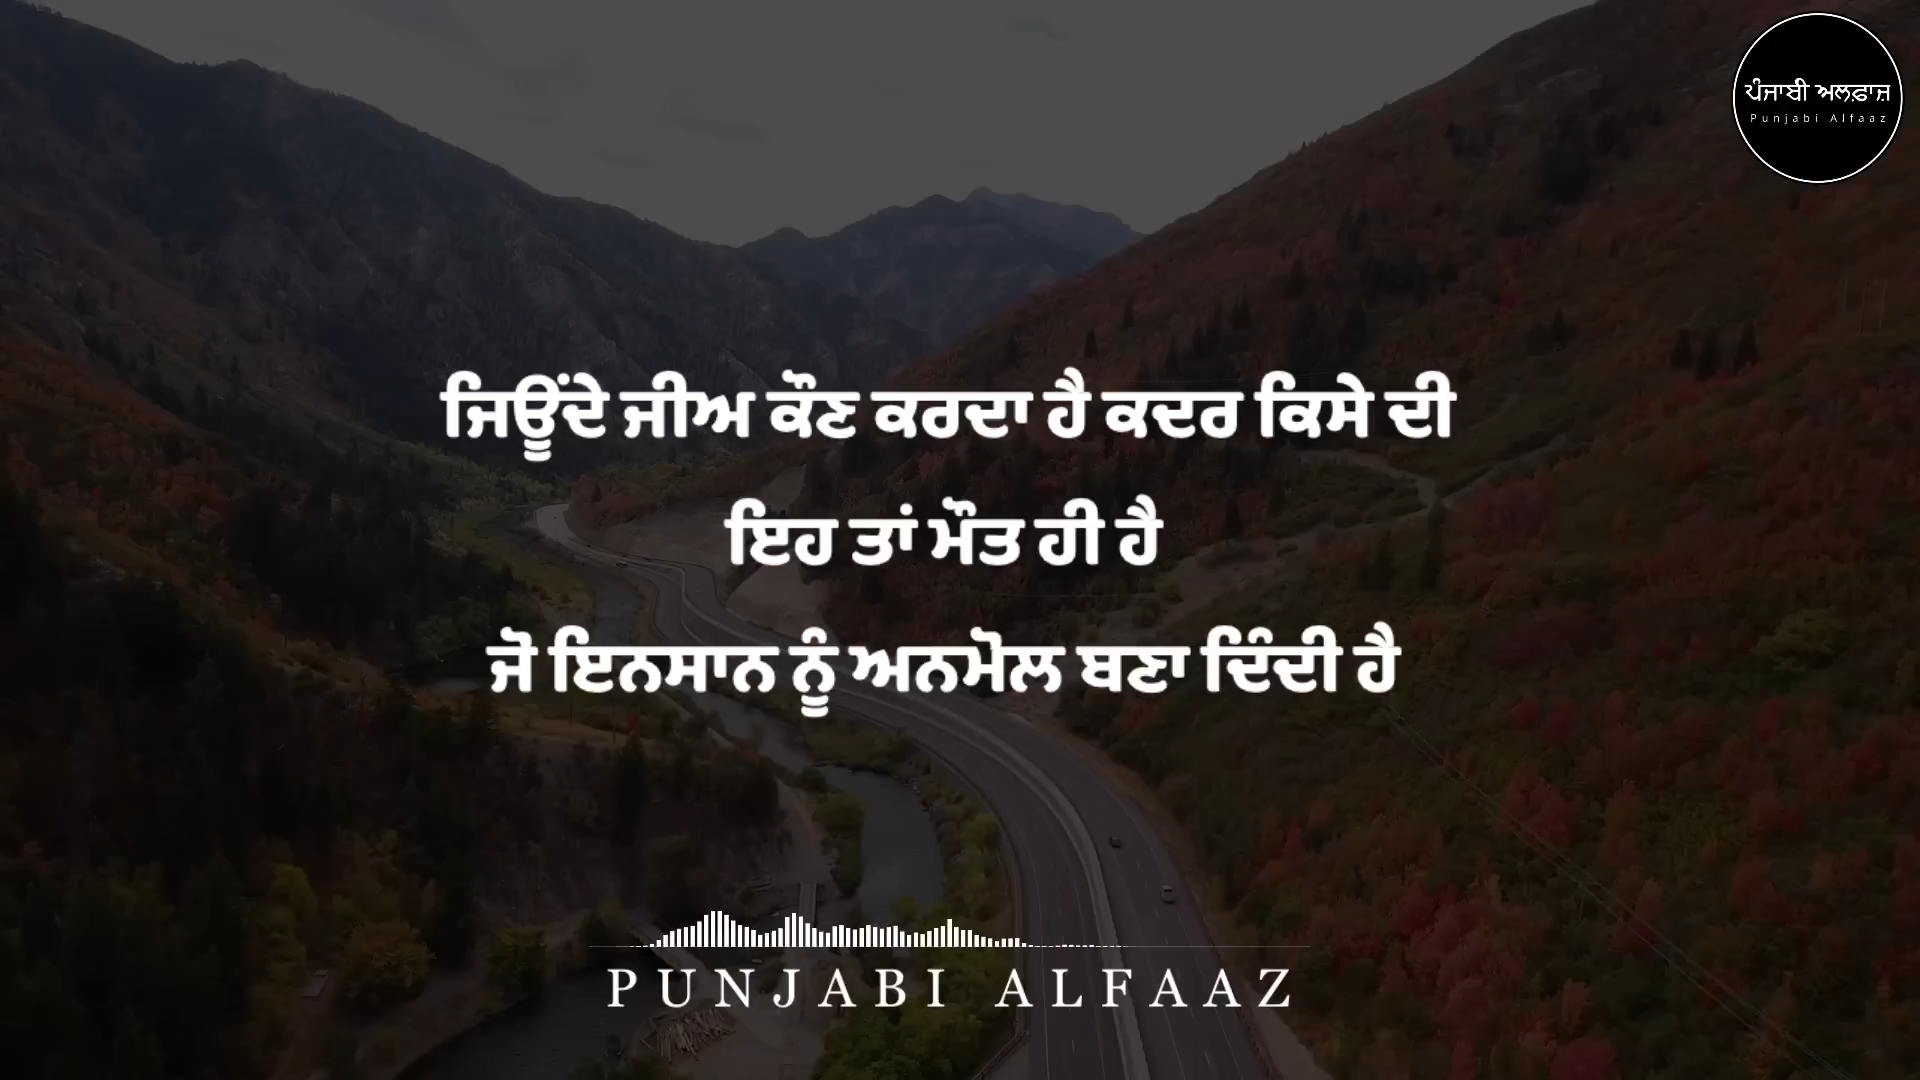 ਪੰਜਾਬੀ ਅਲਫ਼ਾਜ਼
Punjabi Alfaaz
ਜਿਊਂਦੇ ਜੀਅ ਕੌਣ ਕਰਦਾ ਹੈ ਕਦਰ ਕਿਸੇ ਦੀ
ਇਹ ਤਾਂ ਮੌਤ ਹੀ ਹੈ
ਜੋ ਇਨਸਾਨ ਨੂੰ ਅਨਮੋਲ ਬਣਾ ਦਿੰਦੀ ਹੈ
PUNJABI ALFAAZ